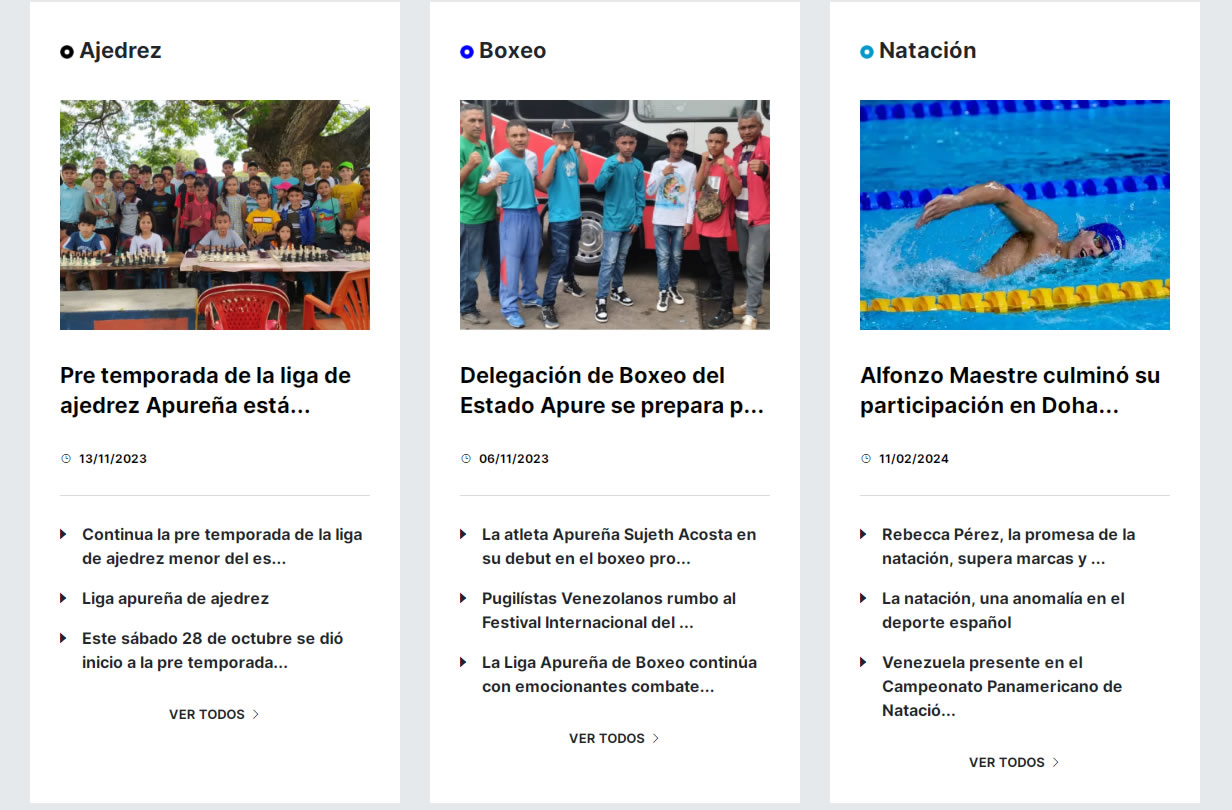 Ajedrez
Pre temporada de la liga de
ajedrez Apureña está...
13/11/2023
Continua la pre temporada de la liga
de ajedrez menor del es...
Liga apureña de ajedrez
Este sábado 28 de octubre se dió
inicio a la pre temporada...
VER TODOS
Boxeo
Delegación de Boxeo del
Estado Apure se prepara p...
06/11/2023
La atleta Apureña Sujeth Acosta en
su debut en el boxeo pro...
Pugilístas Venezolanos rumbo al
Festival Internacional del ...
La Liga Apureña de Boxeo continúa
con emocionantes combate...
VER TODOS
Natación
Alfonzo Maestre culminó su
participación en Doha...
11/02/2024
Rebecca Pérez, la promesa de la
natación, supera marcas y ...
La natación, una anomalía en el
deporte español
Venezuela presente en el
Campeonato Panamericano de
Natació...
VER TODOS